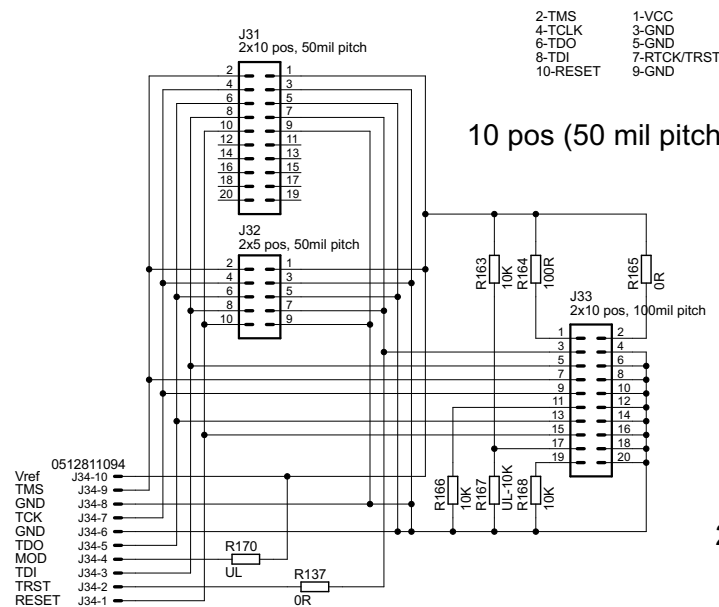 2-TMS 1-VCC
4-TCLK 3-GND
6-TDO 5-GND
8-TDI 7-RTCK/TRST
10-RESET 9-GND
10 pos (50 mil pitch
J31
2x10 pos, 50mil pitch
2 1
4 3
6 5
8 7
10 9
12 11
14 13
16 15
18 17
20 19
J32
2x5 pos, 50mil pitch
2 1
4 3
6 5
8 7
10 9
R163
10K
R164
100R
R165
0R
J33
2x10 pos, 100mil pitch
1 2
3 4
5 6
7 8
9 10
11 12
13 14
15 16
17 18
19 20
R166
10K
R167
UL-10K
R168
10K
0512811094
Vref J34-10
TMS J34-9
GND J34-8
TCK J34-7
GND J34-6
TDO J34-5
MOD J34-4
TDI J34-3
TRST J34-2
RESET J34-1
R170
UL
R137
0R